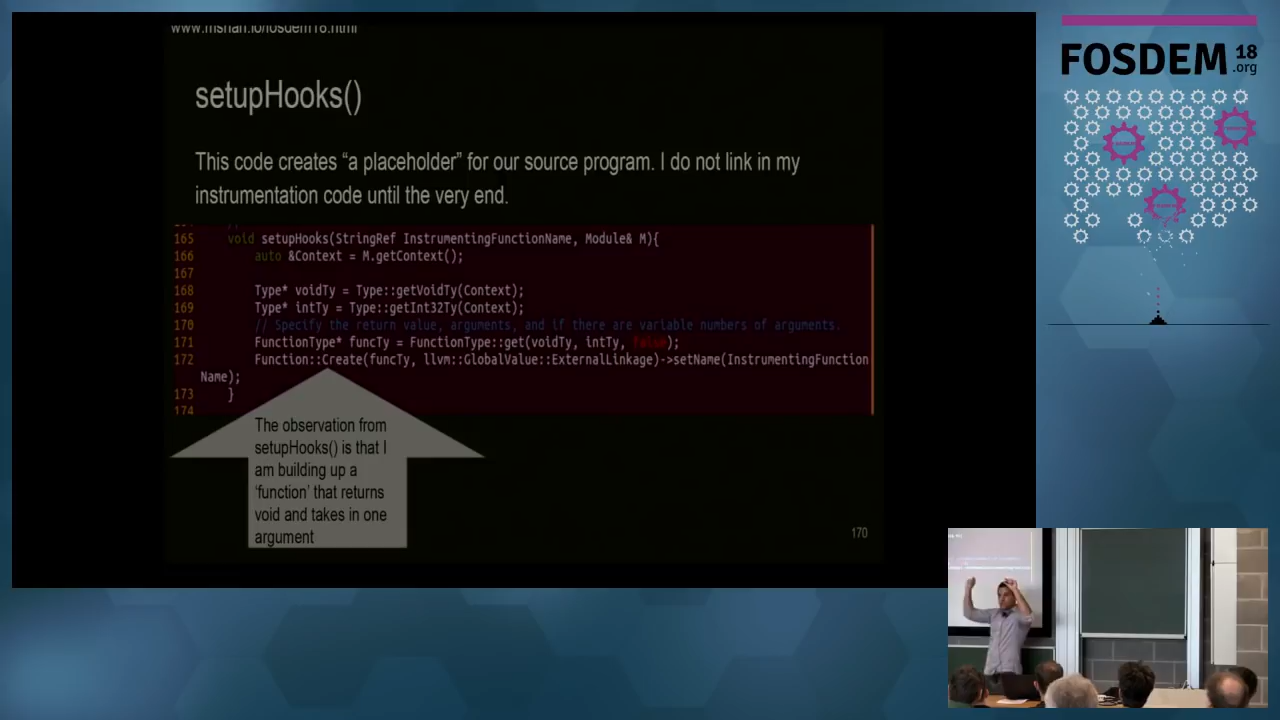 www.mshah.io/fosdem18.html
setupHooks()
This code creates “a placeholder” for our source program. I do not link in my
instrumentation code until the very end.
165 void setupHooks(StringRef InstrumentingFunctionName, Module& M){
166 auto &Context = M.getContext();
167
168 Type* voidTy = Type::getVoidTy(Context);
169 Type* intTy = Type::getInt32Ty(Context);
170 // Specify the return value, arguments, and if there are variable numbers of arguments.
171 FunctionType* funcTy = FunctionType::get(voidTy, intTy, false);
172 Function::Create(funcTy, llvm::GlobalValue::ExternalLinkage)->setName(InstrumentingFunction
Name);
173 }
174
The observation from
setupHooks() is that I
am building up a
‘function’ that returns
void and takes in one
argument
170
FOSDEM 18
.org